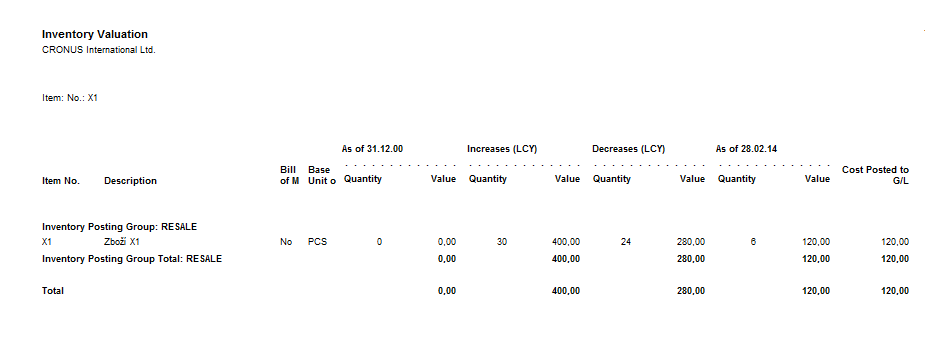 Inventory Valuation
CRONUS International Ltd.
Item: No.: X1
As of 31.12.00 Increases (LCY) Decreases (LCY) As of 28.02.14
Bill Base Cost Posted to
Item No. Description of M Unit o Quantity Value Quantity Value Quantity Value Quantity Value G/L
Inventory Posting Group: RESALE
X1 Zboží X1 No PCS 0 0,00 30 400,00 24 280,00 6 120,00 120,00
Inventory Posting Group Total: RESALE 0,00 400,00 280,00 120,00 120,00
Total 0,00 400,00 280,00 120,00 120,00